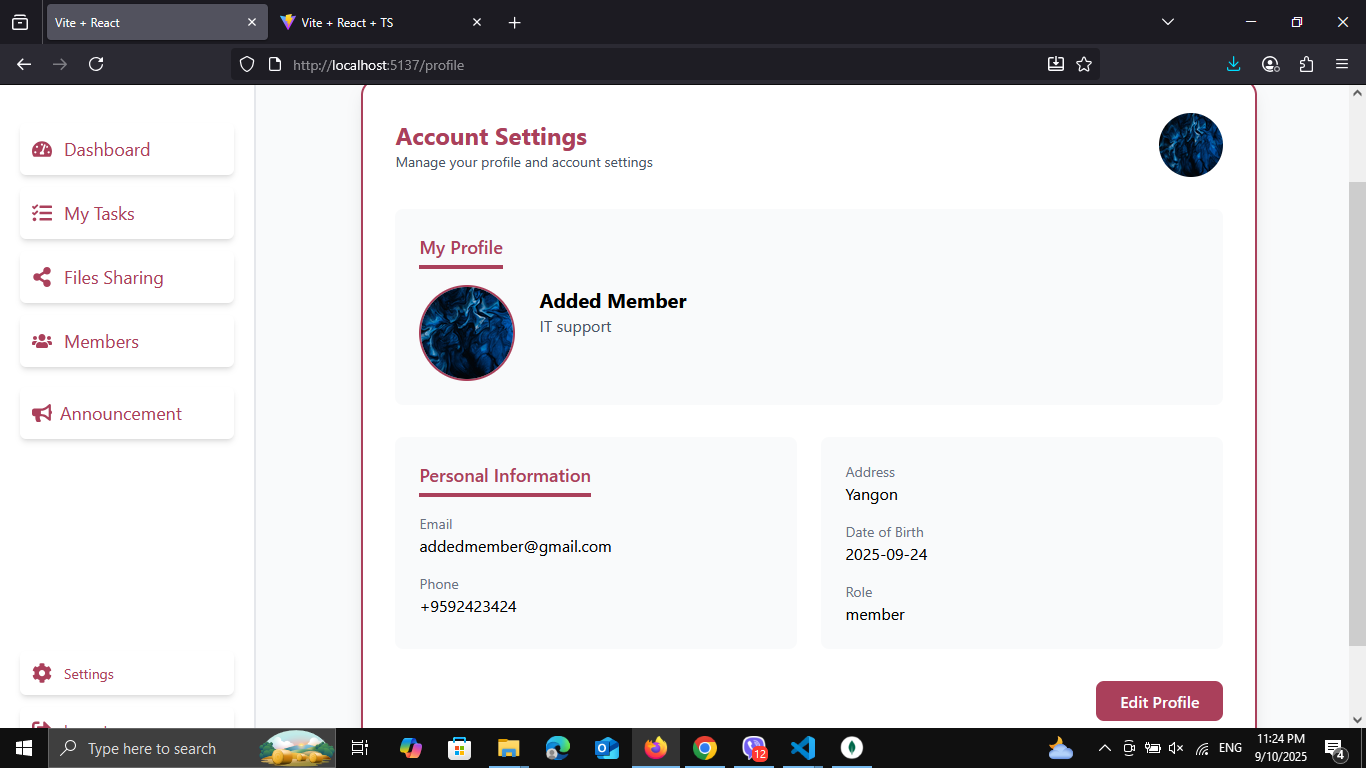 Vite + React
Vite + React + TS
http://localhost:5137/profile
Dashboard
My Tasks
Files Sharing
Members
Announcement
Settings
Account Settings
Manage your profile and account settings
My Profile
Added Member
IT support
Personal Information
Email
addedmember@gmail.com
Phone
+9592423424
Address
Yangon
Date of Birth
2025-09-24
Role
member
Edit Profile
Type here to search
12
ENG
11:24 PM
9/10/2025
4